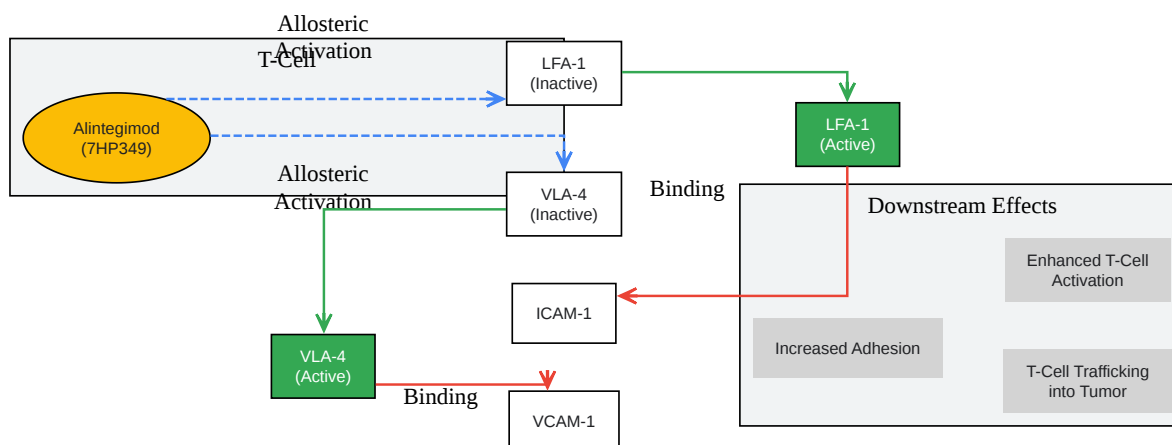 Allosteric
Activation
T-Cell
LFA-1
(Inactive)
Alintegimod
(7HP349)
LFA-1
(Active)
Allosteric
Activation
VLA-4
(Inactive)
Binding
Downstream Effects
Enhanced T-Cell
Activation
ICAM-1
Increased Adhesion
VLA-4
(Active)
T-Cell Trafficking
into Tumor
Binding
VCAM-1